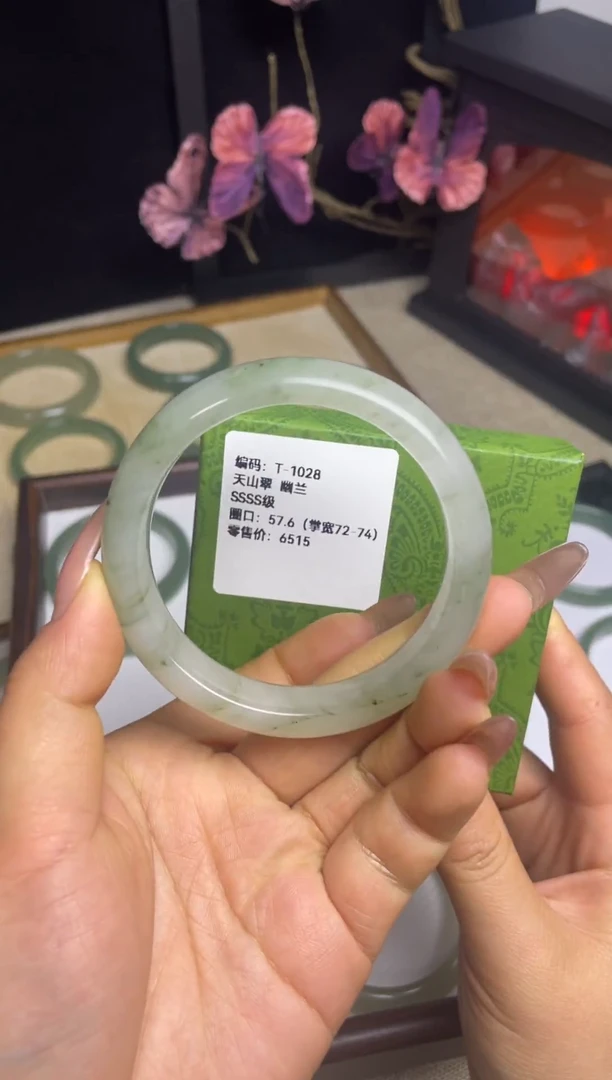 编码：T-1028
天山翠 幽兰
SSSS级
圈口：57.6（掌宽72-74）
零售价：6515